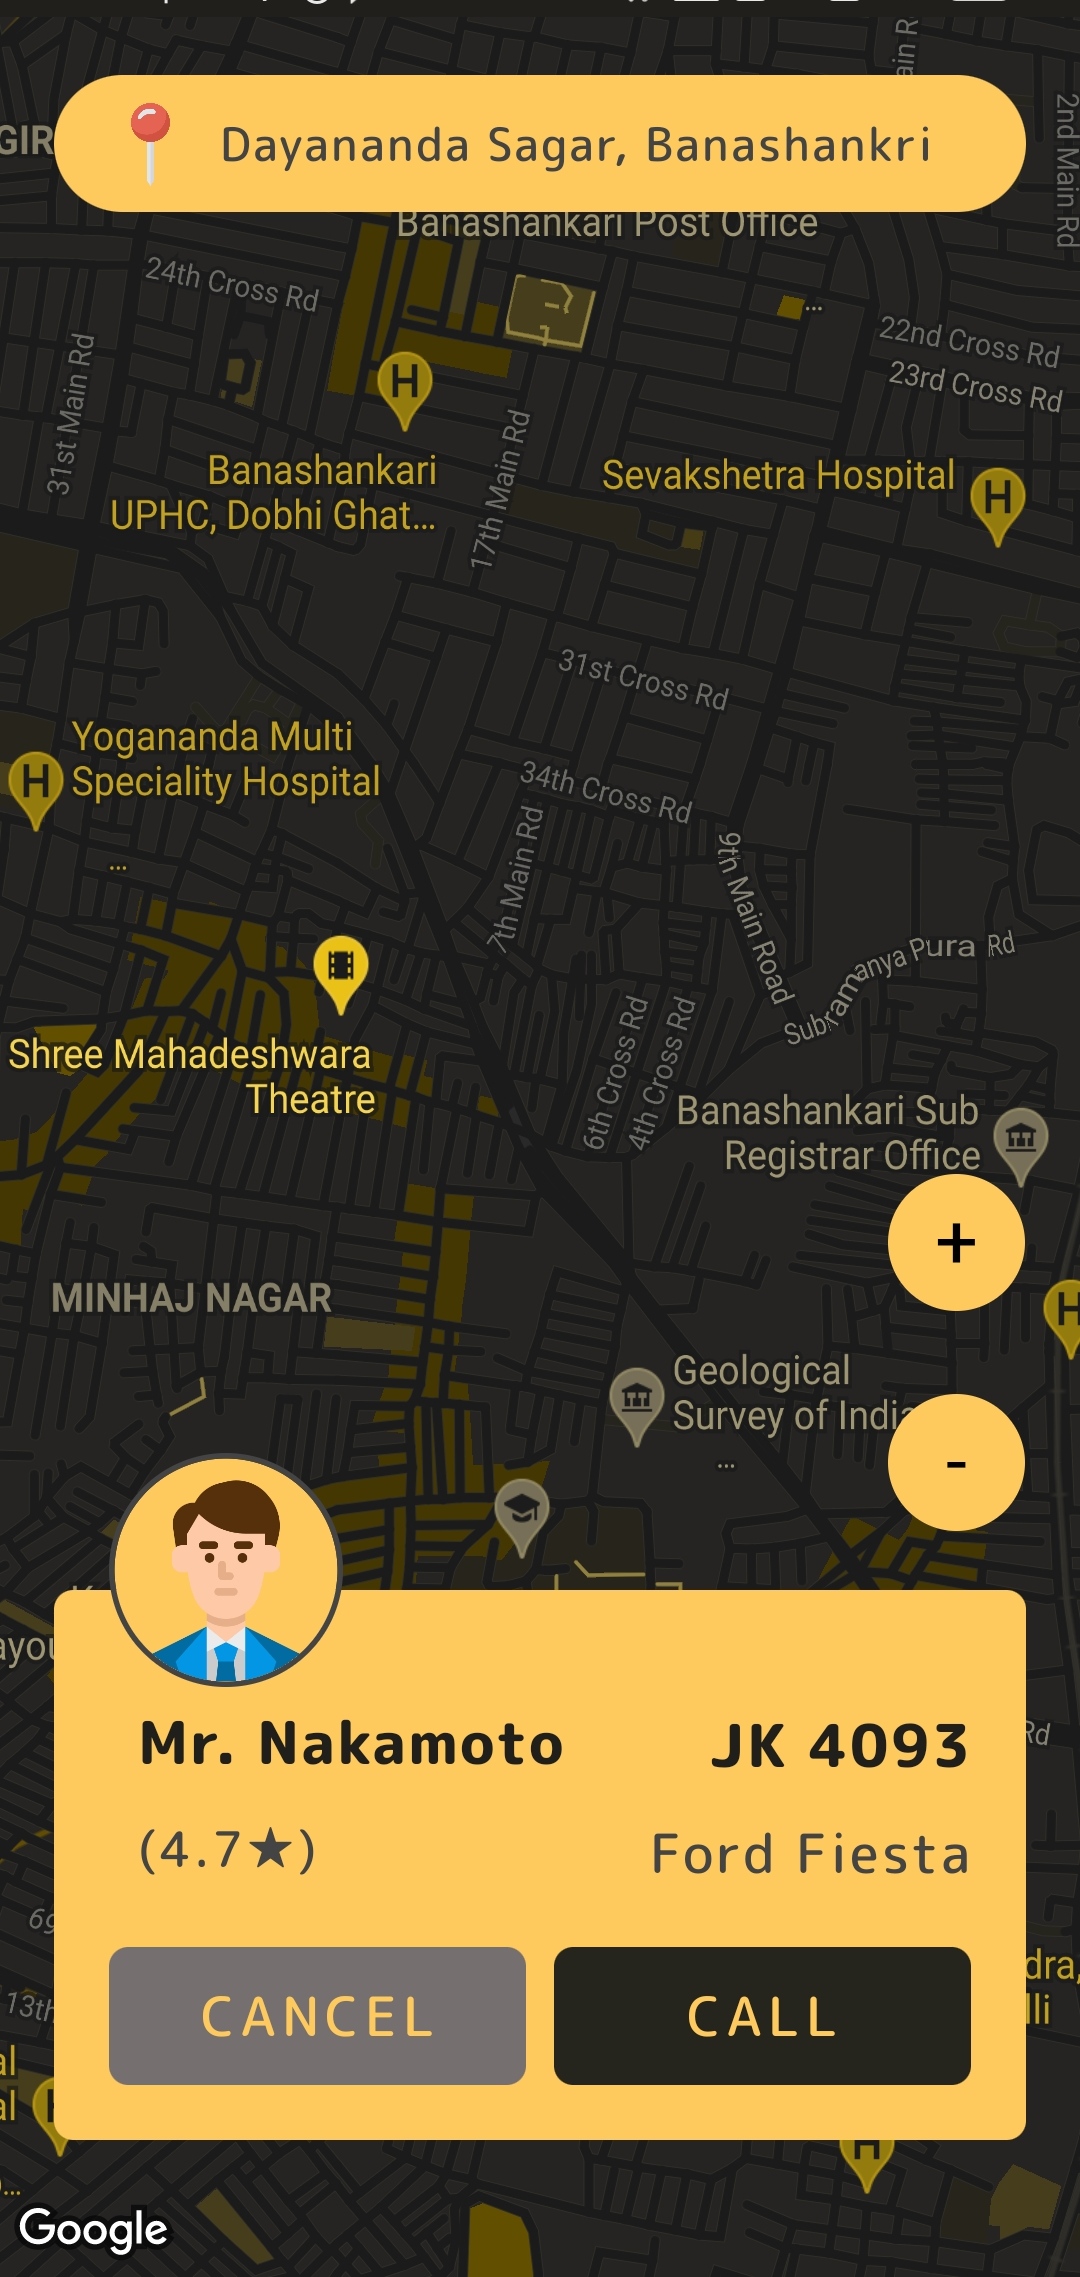 Dayananda Sagar, Banashankri
2nd Main Rd
Banashankari Post Office
24th Cross Rd
22nd Cross Rd
23rd Cross Rd
31st Main Rd
17th Main Rd
Banashankari
UPHC, Dobhi Ghat...
Sevakshetra Hospital
31st Cross Rd
Yogananda Multi
Speciality Hospital
34th Cross Rd
7th Main Rd
9th Main Road
Subramanya Pura Rd
Shree Mahadeshwara
Theatre
6th Cross Rd
4th Cross Rd
Banashankari Sub
Registrar Office
+
MINHAJ NAGAR
Geological
Survey of India
-
Mr. Nakamoto
JK 4093
Rd
(4.7★)
Ford Fiesta
13th
CANCEL
CALL
Google